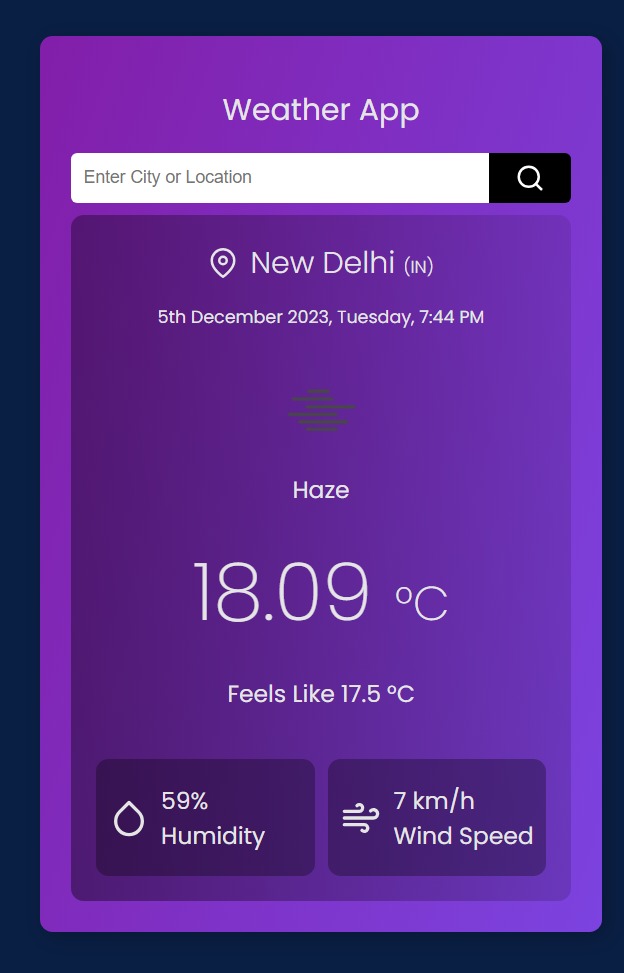 Weather App
Enter City or Location
New Delhi (IN)
5th December 2023, Tuesday, 7:44 PM
Haze
18.09 °C
Feels Like 17.5 °C
59%
Humidity
7 km/h
Wind Speed